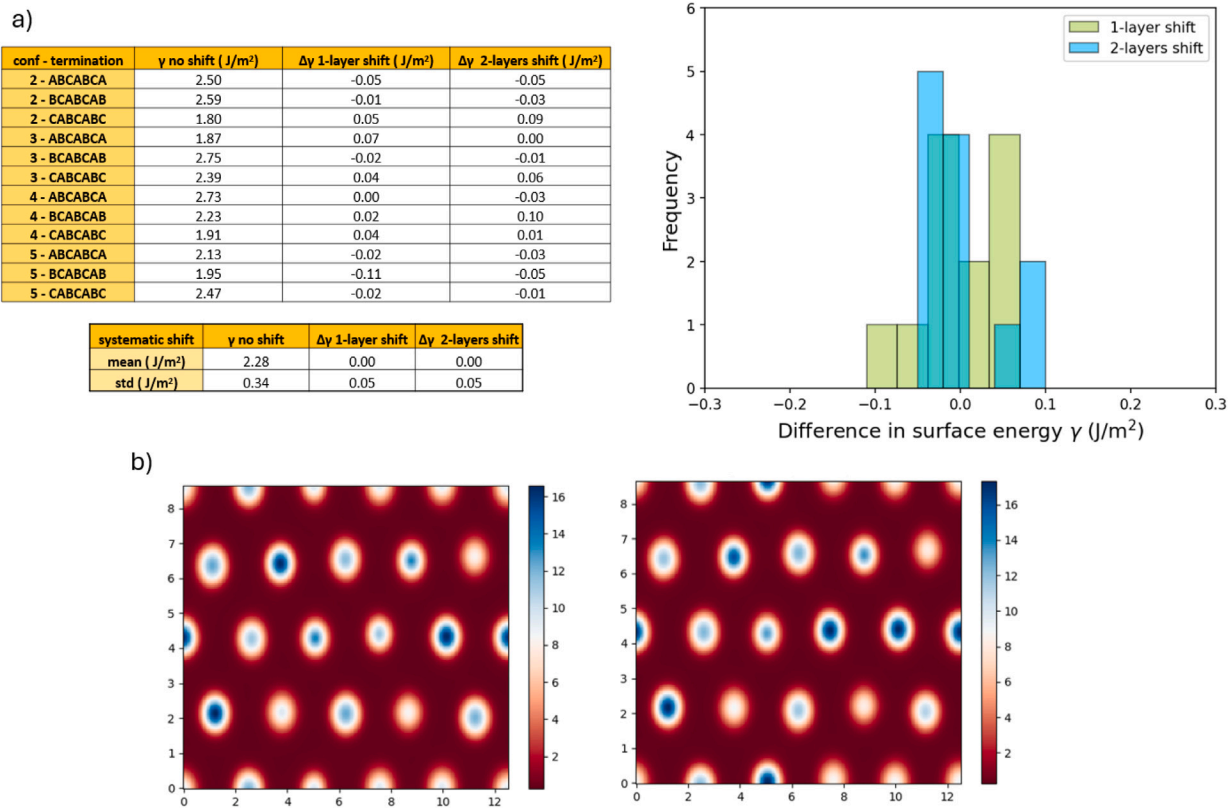 a)
conf - termination γ no shift ( J/m²) Δγ 1-layer shift ( J/m²) Δγ 2-layers shift ( J/m²)
2 - ABCABCA 2.50 -0.05 -0.05
2 - BCABCAB 2.59 -0.01 -0.03
2 - CABCABC 1.80 0.05 0.09
3 - ABCABCA 1.87 0.07 0.00
3 - BCABCAB 2.75 -0.02 -0.01
3 - CABCABC 2.39 0.04 0.06
4 - ABCABCA 2.73 0.00 -0.03
4 - BCABCAB 2.23 0.02 0.10
4 - CABCABC 1.91 0.04 0.01
5 - ABCABCA 2.13 -0.02 -0.03
5 - BCABCAB 1.95 -0.11 -0.05
5 - CABCABC 2.47 -0.02 -0.01
systematic shift γ no shift Δγ 1-layer shift Δγ 2-layers shift
mean ( J/m²) 2.28 0.00 0.00
std ( J/m²) 0.34 0.05 0.05
1-layer shift
2-layers shift
Frequency
6
5
4
3
2
1
0
−0.3 −0.2 −0.1 0.0 0.1 0.2 0.3
Difference in surface energy γ (J/m²)
b)
8
7
6
5
4
3
2
1
0
0 2 4 6 8 10 12
16
14
12
10
8
6
4
2
8
7
6
5
4
3
2
1
0
0 2 4 6 8 10 12
16
14
12
10
8
6
4
2